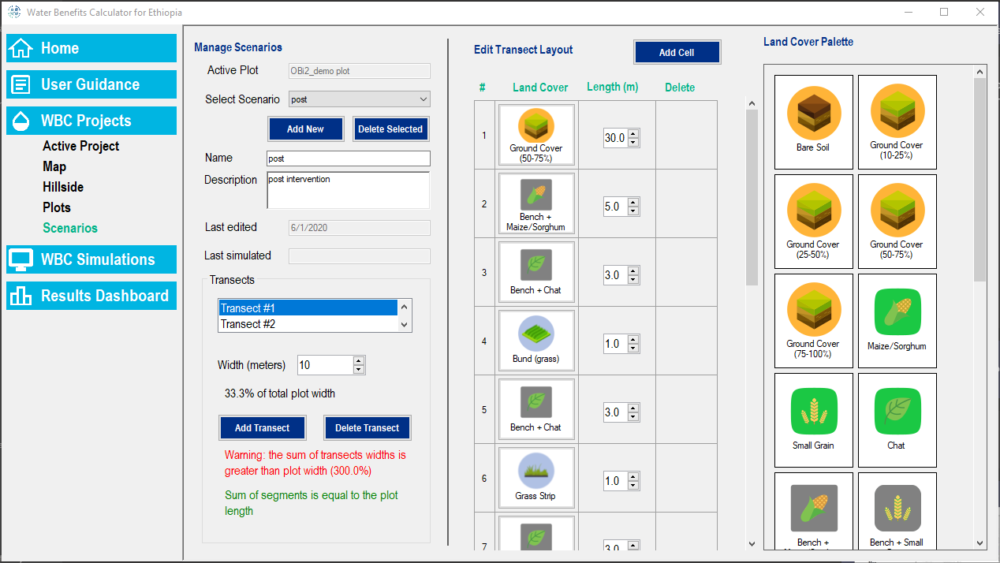 Water Benefits Calculator for Ethiopia
Home
User Guidance
WBC Projects
Active Project
Map
Hillside
Plots
Scenarios
WBC Simulations
Results Dashboard
Manage Scenarios
Active Plot OBi2_demo plot
Select Scenario post
Add New Delete Selected
Name post
Description post intervention
Last edited 6/1/2020
Last simulated
Transects
Transect #1
Transect #2
Width (meters) 10
33.3% of total plot width
Add Transect Delete Transect
Warning: the sum of transects widths is
greater than plot width (300.0%)
Sum of segments is equal to the plot
length
Edit Transect Layout Add Cell
# Land Cover Length (m) Delete
1 30.0
Ground Cover
(50-75%)
2 5.0
Bench +
Maize/Sorghum
3 3.0
Bench + Chat
4 1.0
Bund (grass)
5 3.0
Bench + Chat
6 1.0
Grass Strip
7 3.0
Land Cover Palette
Bare Soil
Ground Cover
(10-25%)
Ground Cover
(25-50%)
Ground Cover
(50-75%)
Ground Cover
(75-100%)
Maize/Sorghum
Small Grain
Chat
Bench +
Bench + Small